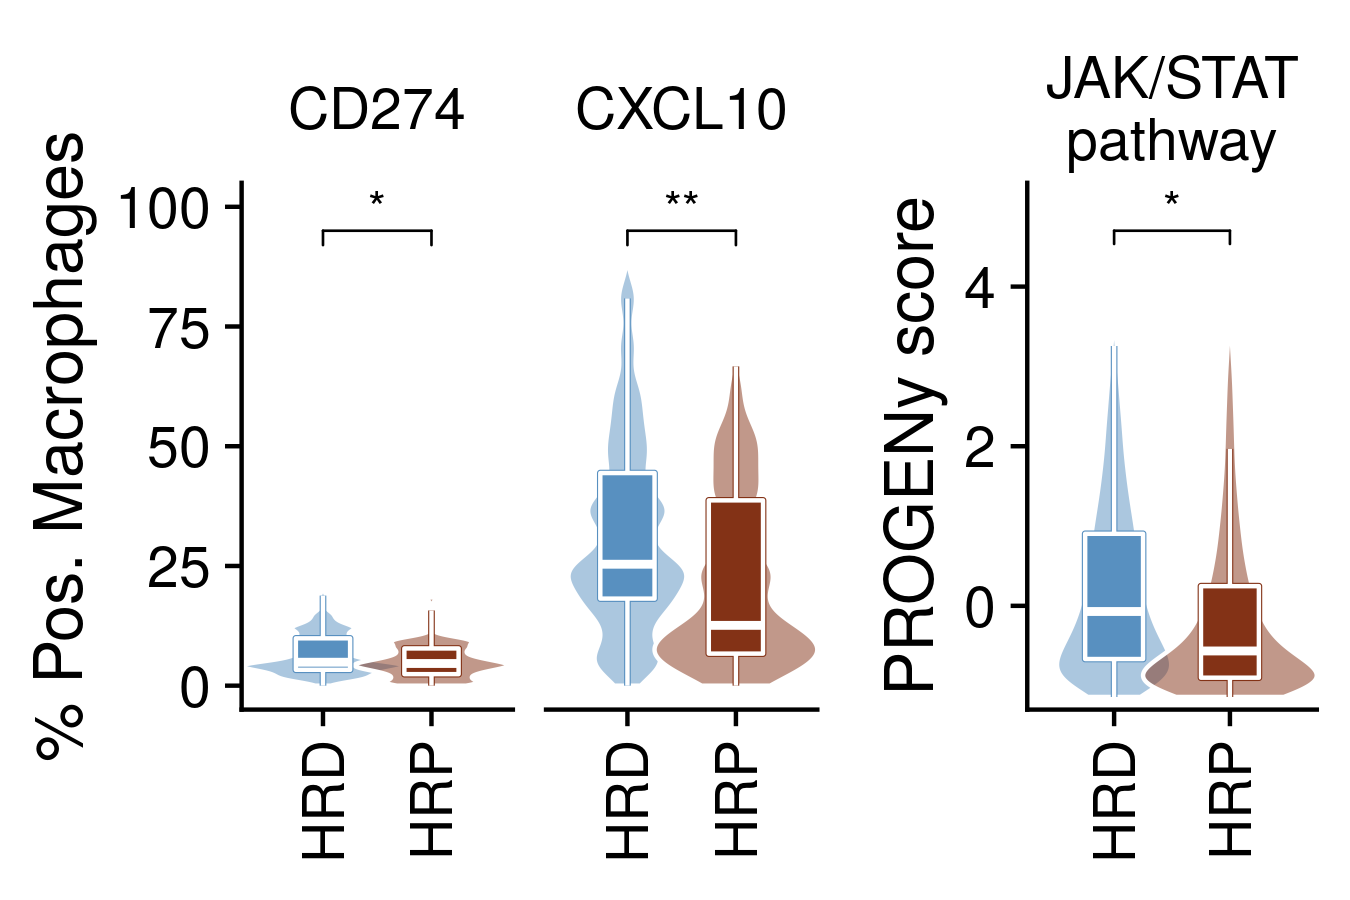 CD274
CXCL10
JAK/STAT
pathway
% Pos. Macrophages
100
75
50
25
0
*
**
PROGENy score
4
2
0
*
HRD
HRP
HRD
HRP
HRD
HRP